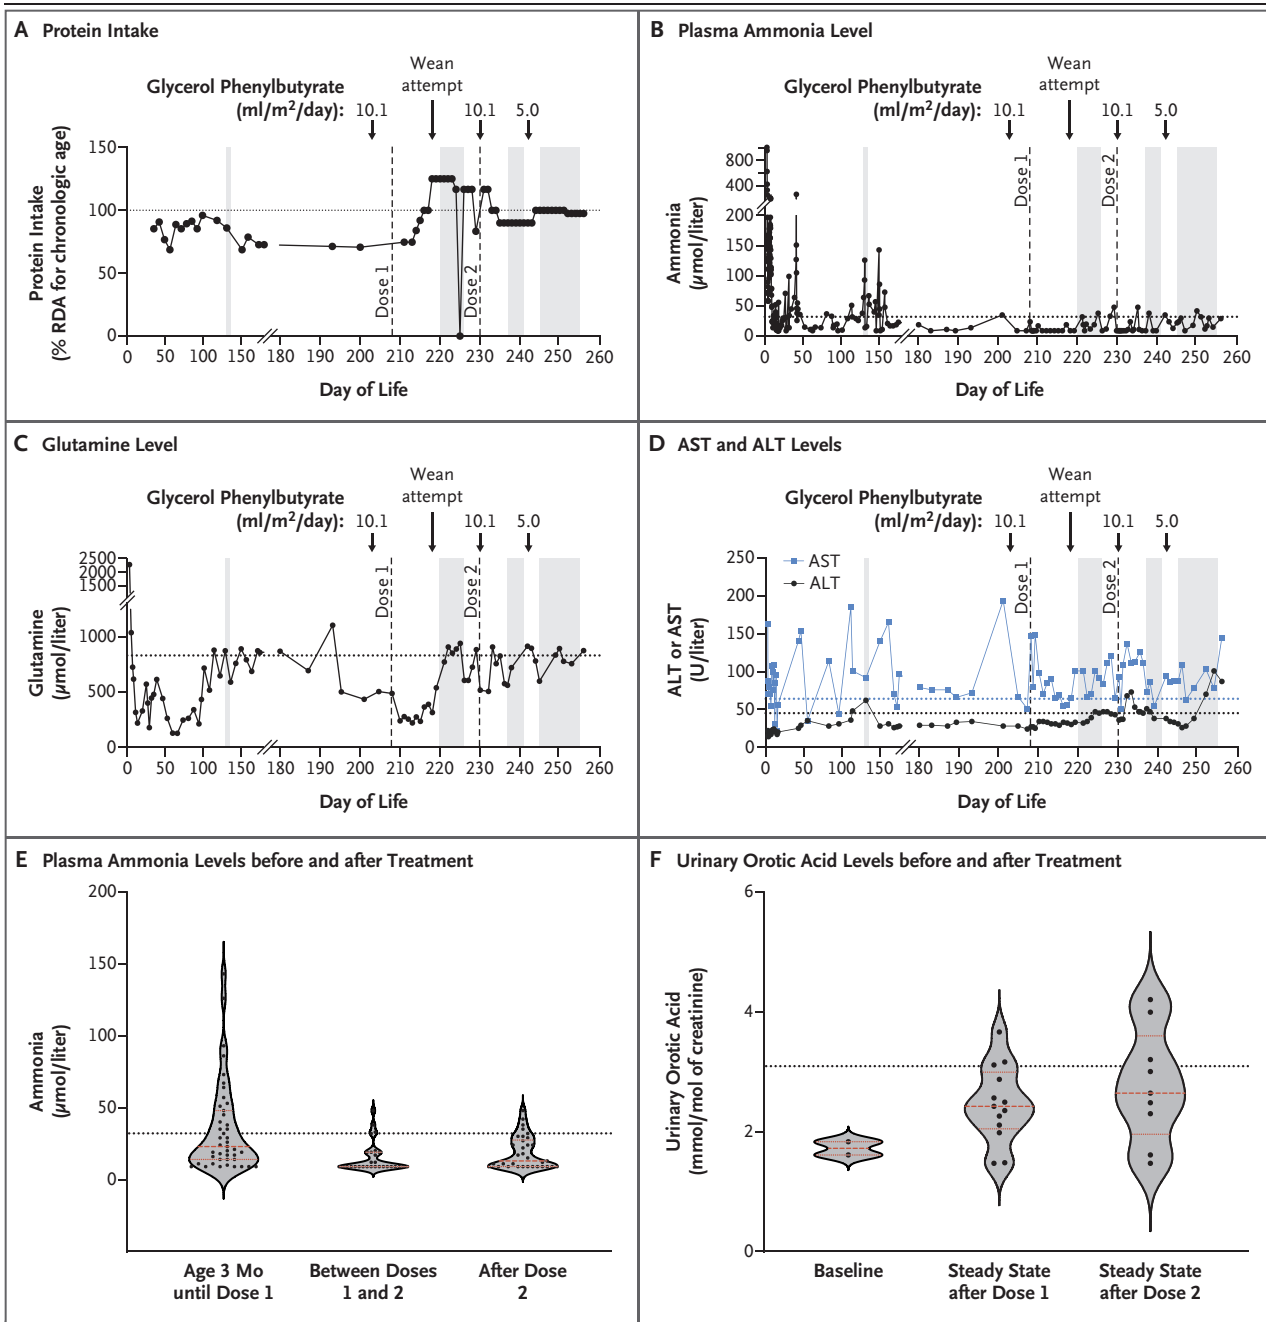 A Protein Intake
Wean
attempt
Glycerol Phenylbutyrate
(ml/m²/day):
10.1
10.1
5.0
Protein Intake
(% RDA for chronologic age)
150
100
50
0
Dose 1
Dose 2
0
50
100
150
180
190
200
210
220
230
240
250
260
Day of Life
B Plasma Ammonia Level
Wean
attempt
Glycerol Phenylbutyrate
(ml/m²/day):
10.1
10.1
5.0
Ammonia
(µmol/liter)
800
400
200
150
100
50
0
Dose 1
Dose 2
0
50
100
150
180
190
200
210
220
230
240
250
260
Day of Life
C Glutamine Level
Wean
attempt
Glycerol Phenylbutyrate
(ml/m²/day):
10.1
10.1
5.0
Glutamine
(µmol/liter)
2500
2000
1500
1000
500
0
Dose 1
Dose 2
0
50
100
150
180
190
200
210
220
230
240
250
260
Day of Life
D AST and ALT Levels
Wean
attempt
Glycerol Phenylbutyrate
(ml/m²/day):
10.1
10.1
5.0
AST
ALT
ALT or AST
(U/liter)
250
200
150
100
50
0
Dose 1
Dose 2
0
50
100
150
180
190
200
210
220
230
240
250
260
Day of Life
E Plasma Ammonia Levels before and after Treatment
Ammonia
(µmol/liter)
200
150
100
50
0
Age 3 Mo
until Dose 1
Between Doses
1 and 2
After Dose
2
F Urinary Orotic Acid Levels before and after Treatment
Urinary Orotic Acid
(mmol/mol of creatinine)
6
4
2
0
Baseline
Steady State
after Dose 1
Steady State
after Dose 2